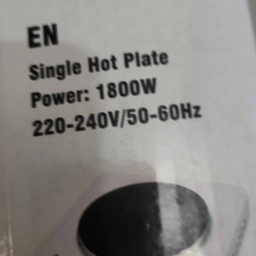 EN
Single Hot Plate
Power: 1800W
220-240V/50-60Hz